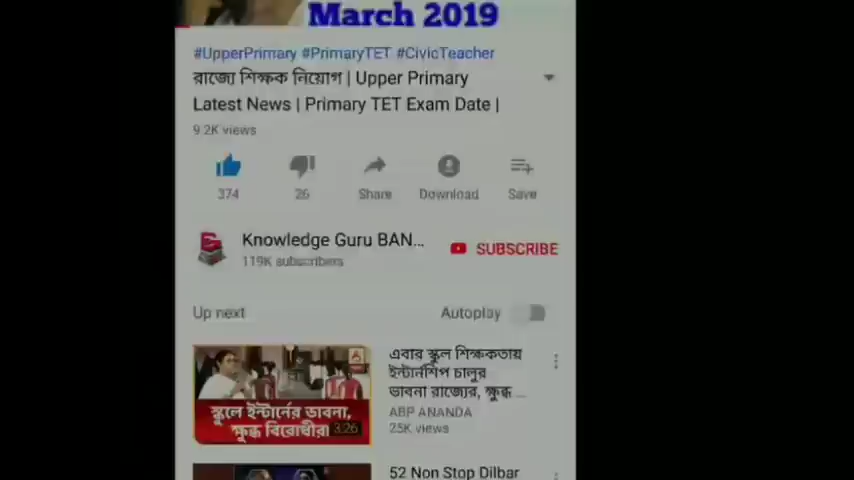 March 2019
#UpperPrimary #PrimaryTET #CivicTeacher
রাজ্যে শিক্ষক নিয়োগ | Upper Primary
Latest News | Primary TET Exam Date |
9.2K views
374
26
Share
Download
Save
Knowledge Guru BAN...
119K subscribers
SUBSCRIBE
Up next
Autoplay
এবার স্কুল শিক্ষকতায়
ইন্টার্নশিপ চালুর
ভাবনা রাজ্যের, ক্ষুব্ধ ...
ABP ANANDA
25K views
স্কুলে ইন্টার্নের ভাবনা,
ক্ষুব্ধ বিরোধীরা
3:26
52 Non Stop Dilbar